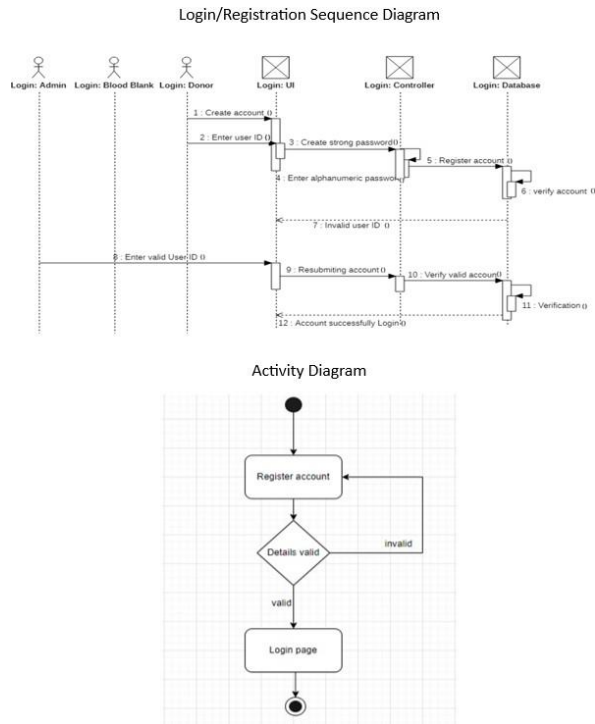 Login/Registration Sequence Diagram
Login: Admin
Login: Blood Blank
Login: Donor
Login: UI
Login: Controller
Login: Database
1 : Create account ()
2 : Enter user ID ()
3 : Create strong password()
4 : Enter alphanumeric password()
5 : Register account ()
6 : verify account ()
7 : Invalid user ID ()
8 : Enter valid User ID ()
9 : Resubmiting account ()
10 : Verify valid account()
11 : Verification ()
12 : Account successfully Login ()
Activity Diagram
Register account
Details valid
invalid
valid
Login page